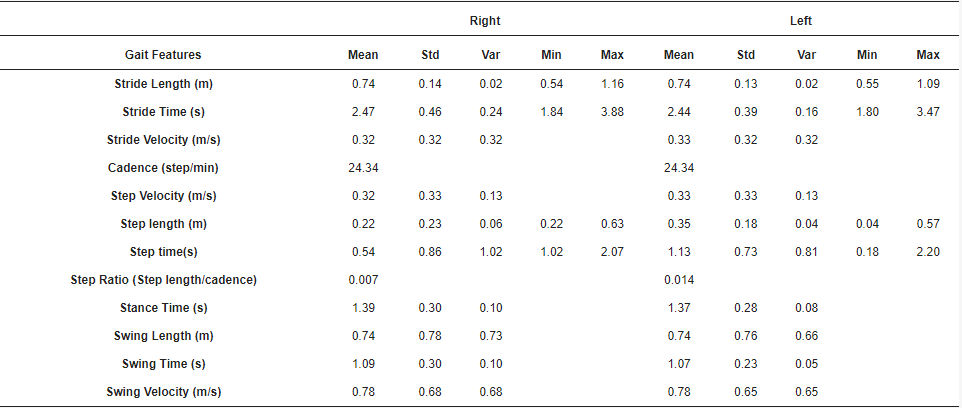 Right Left
Gait Features Mean Std Var Min Max Mean Std Var Min Max
Stride Length (m) 0.74 0.14 0.02 0.54 1.16 0.74 0.13 0.02 0.55 1.09
Stride Time (s) 2.47 0.46 0.24 1.84 3.88 2.44 0.39 0.16 1.80 3.47
Stride Velocity (m/s) 0.32 0.32 0.32 0.33 0.32 0.32
Cadence (step/min) 24.34 24.34
Step Velocity (m/s) 0.32 0.33 0.13 0.33 0.33 0.13
Step length (m) 0.22 0.23 0.06 0.22 0.63 0.35 0.18 0.04 0.04 0.57
Step time(s) 0.54 0.86 1.02 1.02 2.07 1.13 0.73 0.81 0.18 2.20
Step Ratio (Step length/cadence) 0.007 0.014
Stance Time (s) 1.39 0.30 0.10 1.37 0.28 0.08
Swing Length (m) 0.74 0.78 0.73 0.74 0.76 0.66
Swing Time (s) 1.09 0.30 0.10 1.07 0.23 0.05
Swing Velocity (m/s) 0.78 0.68 0.68 0.78 0.65 0.65